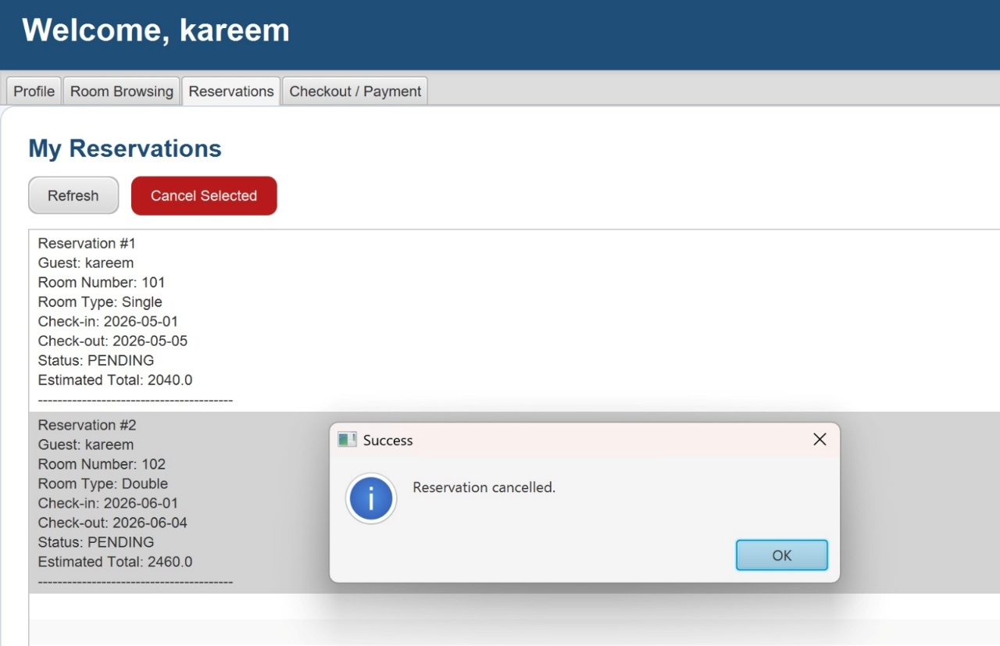 Welcome, kareem
Profile
Room Browsing
Reservations
Checkout / Payment
My Reservations
Refresh
Cancel Selected
Reservation #1
Guest: kareem
Room Number: 101
Room Type: Single
Check-in: 2026-05-01
Check-out: 2026-05-05
Status: PENDING
Estimated Total: 2040.0
----------------------------------------
Reservation #2
Guest: kareem
Room Number: 102
Room Type: Double
Check-in: 2026-06-01
Check-out: 2026-06-04
Status: PENDING
Estimated Total: 2460.0
----------------------------------------
Success
Reservation cancelled.
OK